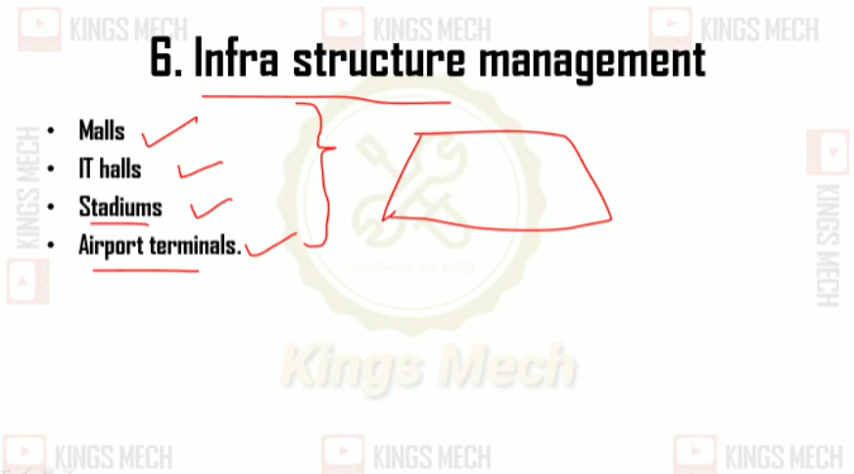 KINGS MECH
KINGS MECH
KINGS MECH
6. Infra structure management
• Malls
• IT halls
• Stadiums
• Airport terminals.
KINGS MECH
KINGS MECH
Kings Mech
KINGS MECH
KINGS MECH
KINGS MECH